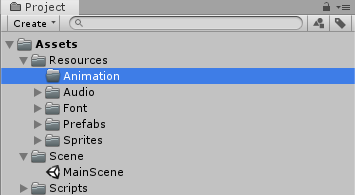 Project
Create
Assets
Resources
Animation
Audio
Font
Prefabs
Sprites
Scene
MainScene
Scripts